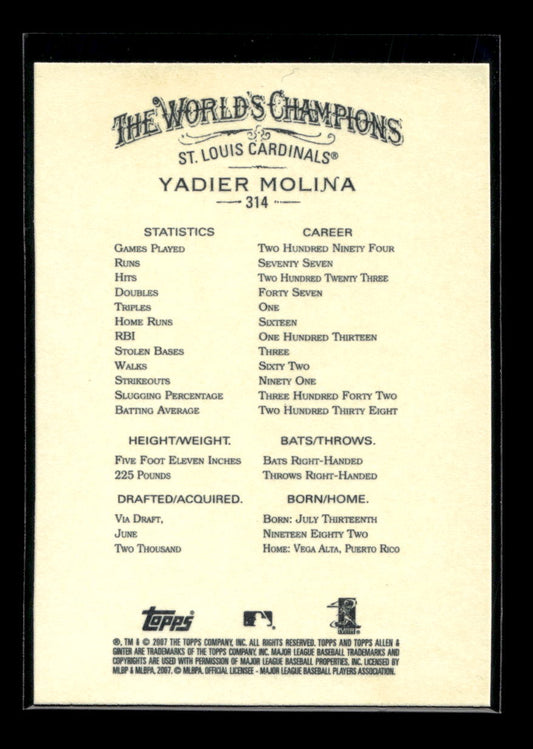 THE WORLD'S CHAMPIONS
ST. LOUIS CARDINALS®
YADIER MOLINA
314
STATISTICS CAREER
GAMES PLAYED TWO HUNDRED NINETY FOUR
RUNS SEVENTY SEVEN
HITS TWO HUNDRED TWENTY THREE
DOUBLES FORTY SEVEN
TRIPLES ONE
HOME RUNS SIXTEEN
RBI ONE HUNDRED THIRTEEN
STOLEN BASES THREE
WALKS SIXTY TWO
STRIKEOUTS NINETY ONE
SLUGGING PERCENTAGE THREE HUNDRED FORTY TWO
BATTING AVERAGE TWO HUNDRED THIRTY EIGHT
HEIGHT/WEIGHT. BATS/THROWS.
FIVE FOOT ELEVEN INCHES BATS RIGHT-HANDED
225 POUNDS THROWS RIGHT-HANDED
DRAFTED/ACQUIRED. BORN/HOME.
VIA DRAFT, BORN: JULY THIRTEENTH
JUNE NINETEEN EIGHTY TWO
TWO THOUSAND HOME: VEGA ALTA, PUERTO RICO
topps
®, TM & © 2007 THE TOPPS COMPANY, INC. ALL RIGHTS RESERVED. TOPPS AND TOPPS ALLEN &
GINTER ARE TRADEMARKS OF THE TOPPS COMPANY, INC. MAJOR LEAGUE BASEBALL TRADEMARKS AND
COPYRIGHTS ARE USED WITH PERMISSION OF MAJOR LEAGUE BASEBALL PROPERTIES, INC. LICENSED BY
MLBP & MLBPA, 2007. © MLBPA. OFFICIAL LICENSEE - MAJOR LEAGUE BASEBALL PLAYERS ASSOCIATION.